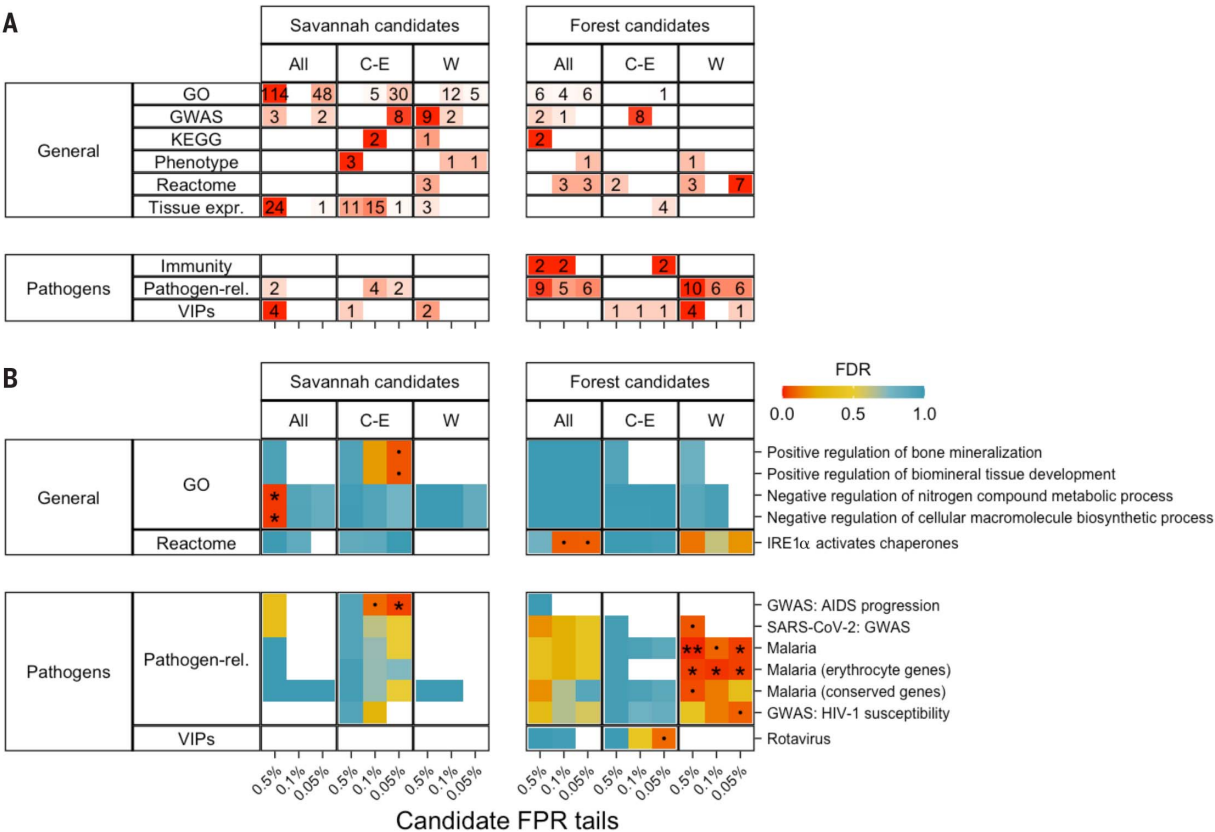 A
Savannah candidates Forest candidates
All C-E W All C-E W
General
GO 114 48 5 30 12 5 6 4 6 1
GWAS 3 2 8 9 2 2 1 8
KEGG 2 1 2
Phenotype 3 1 1 1 1
Reactome 3 3 3 2 3 7
Tissue expr. 24 1 11 15 1 3 4
Pathogens
Immunity 2 2 2
Pathogen-rel. 2 4 2 9 5 6 10 6 6
VIPs 4 1 2 1 1 1 4 1
B
Savannah candidates Forest candidates
All C-E W All C-E W
FDR
0.0 0.5 1.0
General
GO
Reactome
• Positive regulation of bone mineralization
• Positive regulation of biomineral tissue development
* Negative regulation of nitrogen compound metabolic process
* Negative regulation of cellular macromolecule biosynthetic process
• • IRE1α activates chaperones
Pathogens
Pathogen-rel.
VIPs
• * GWAS: AIDS progression
• SARS-CoV-2: GWAS
** • * Malaria
* * * Malaria (erythrocyte genes)
• Malaria (conserved genes)
• GWAS: HIV-1 susceptibility
• Rotavirus
0.5% 0.1% 0.05% 0.5% 0.1% 0.05% 0.5% 0.1% 0.05% 0.5% 0.1% 0.05% 0.5% 0.1% 0.05% 0.5% 0.1% 0.05%
Candidate FPR tails